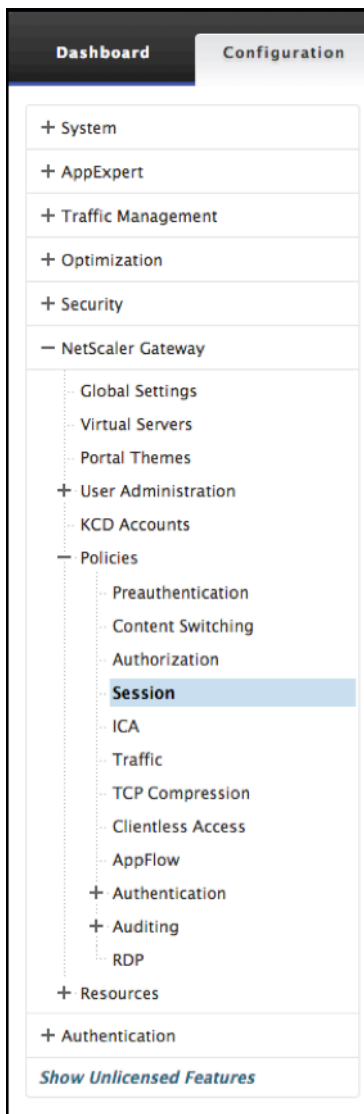 Dashboard Configuration
+ System
+ AppExpert
+ Traffic Management
+ Optimization
+ Security
− NetScaler Gateway
Global Settings
Virtual Servers
Portal Themes
+ User Administration
KCD Accounts
− Policies
Preauthentication
Content Switching
Authorization
Session
ICA
Traffic
TCP Compression
Clientless Access
AppFlow
+ Authentication
+ Auditing
RDP
+ Resources
+ Authentication
Show Unlicensed Features